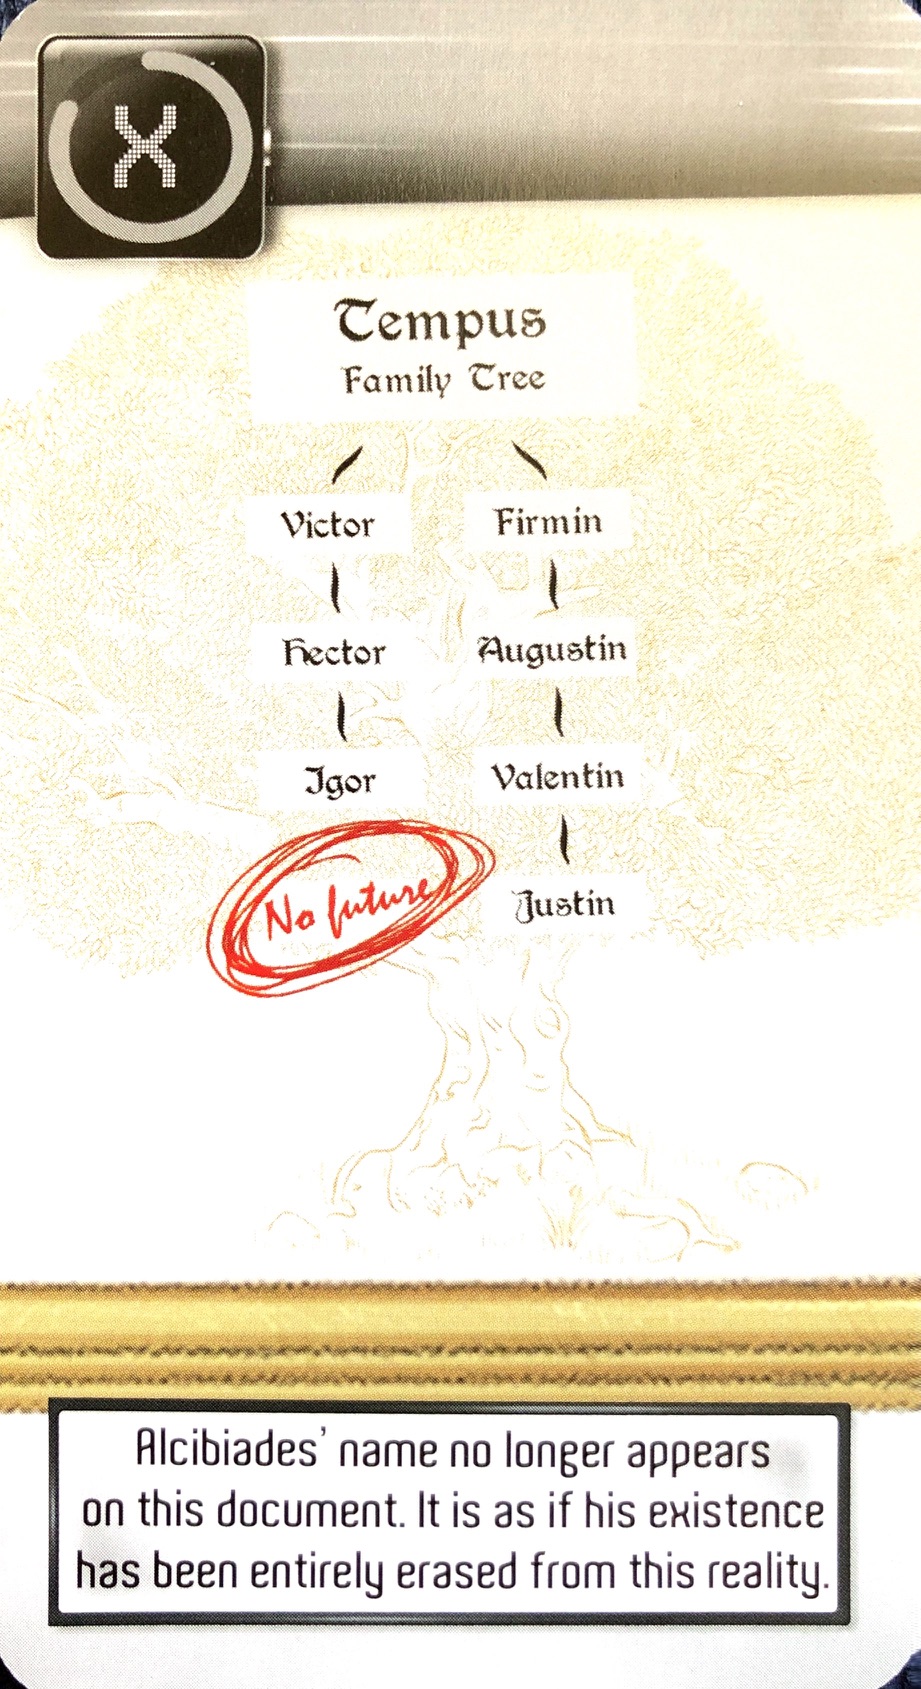 X
Tempus
Family Tree
Victor Firmin
Hector Augustin
Igor Valentin
No future Justin
Alcibiades' name no longer appears
on this document. It is as if his existence
has been entirely erased from this reality.